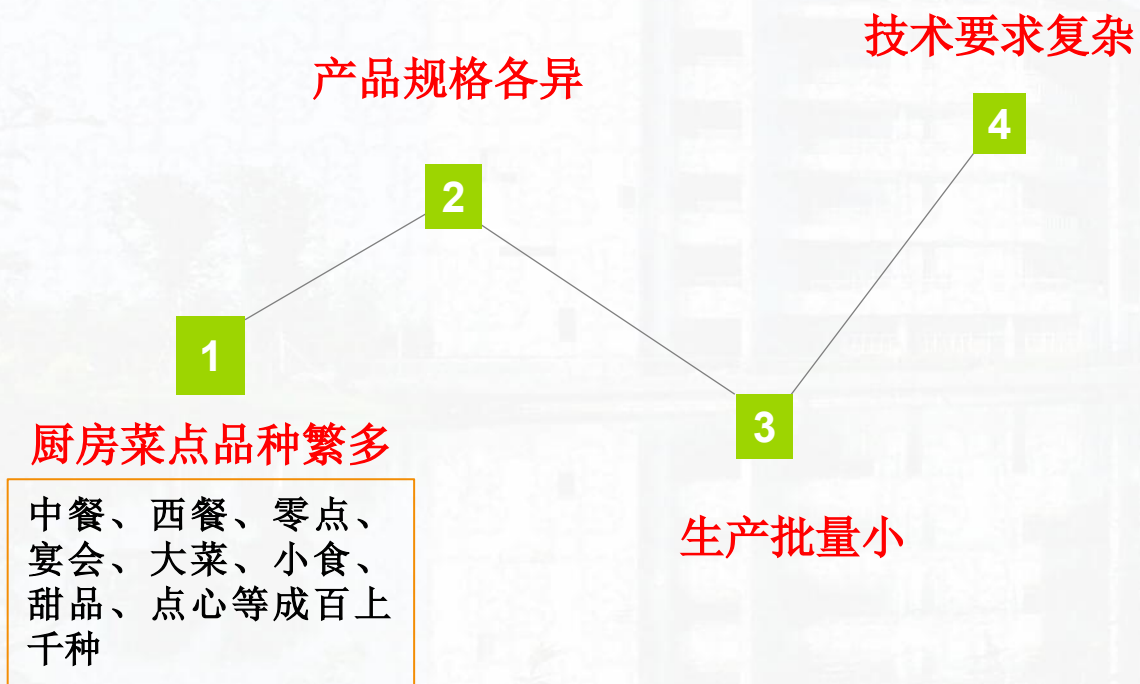 技术要求复杂
产品规格各异
4
2
1
3
厨房菜点品种繁多
中餐、西餐、零点、
宴会、大菜、小食、
甜品、点心等成百上
千种
生产批量小